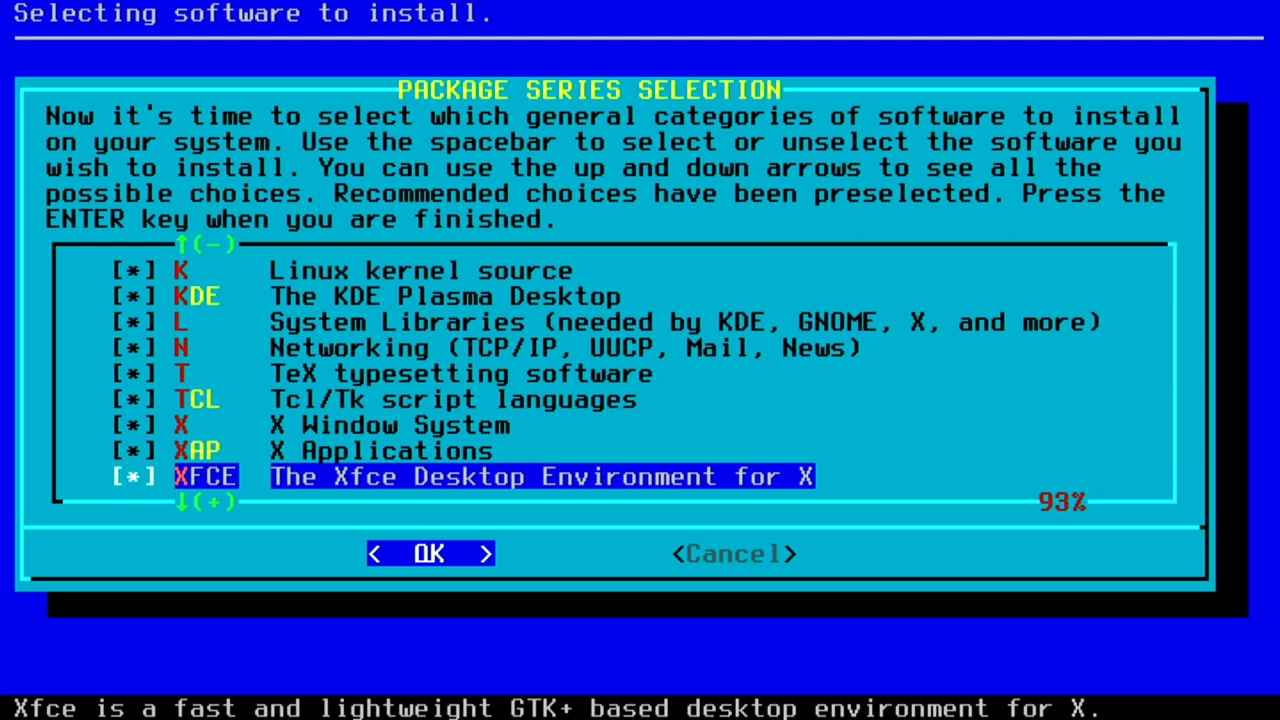 Selecting software to install.
PACKAGE SERIES SELECTION
Now it's time to select which general categories of software to install
on your system. Use the spacebar to select or unselect the software you
wish to install. You can use the up and down arrows to see all the
possible choices. Recommended choices have been preselected. Press the
ENTER key when you are finished.
↑(-)
[*] K Linux kernel source
[*] KDE The KDE Plasma Desktop
[*] L System Libraries (needed by KDE, GNOME, X, and more)
[*] N Networking (TCP/IP, UUCP, Mail, News)
[*] T TeX typesetting software
[*] TCL Tcl/Tk script languages
[*] X X Window System
[*] XAP X Applications
[*] XFCE The Xfce Desktop Environment for X
↓(+) 93%
< OK > <Cancel>
Xfce is a fast and lightweight GTK+ based desktop environment for X.